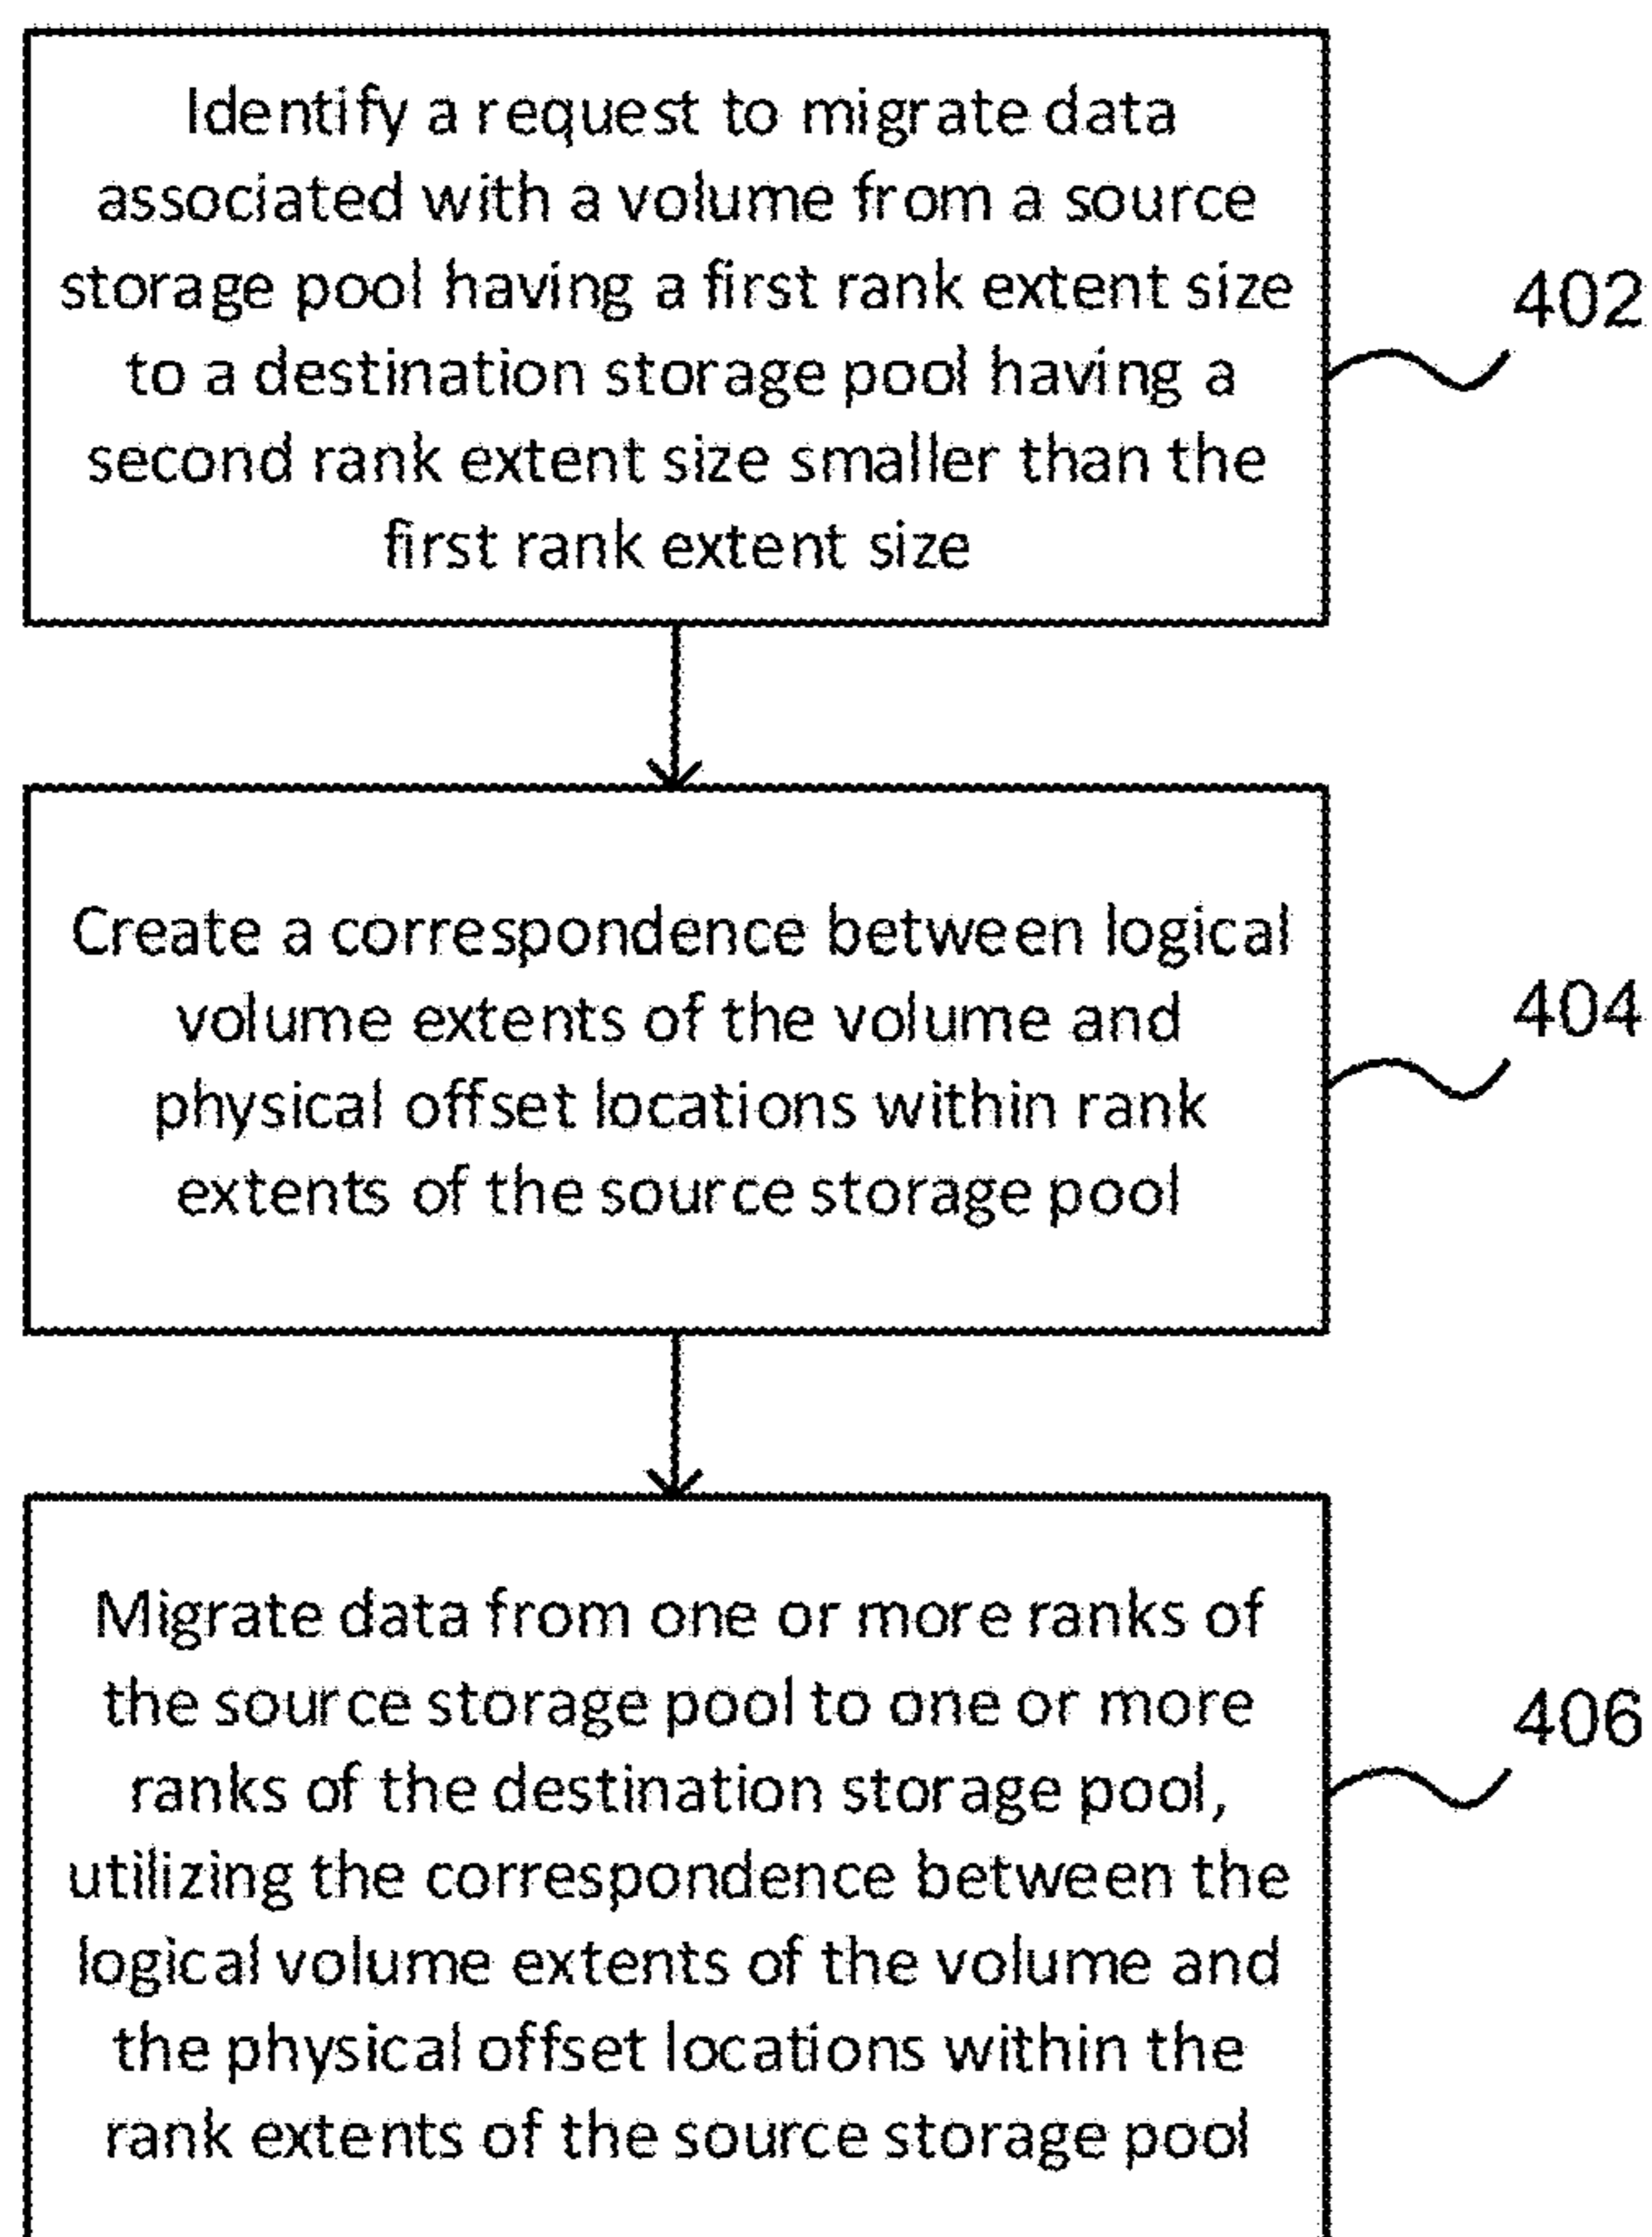 Identify a request to migrate data
associated with a volume from a source
storage pool having a first rank extent size
to a destination storage pool having a
second rank extent size smaller than the
first rank extent size
402
Create a correspondence between logical
volume extents of the volume and
physical offset locations within rank
extents of the source storage pool
404
Migrate data from one or more ranks of
the source storage pool to one or more
ranks of the destination storage pool,
utilizing the correspondence between the
logical volume extents of the volume and
the physical offset locations within the
rank extents of the source storage pool
406